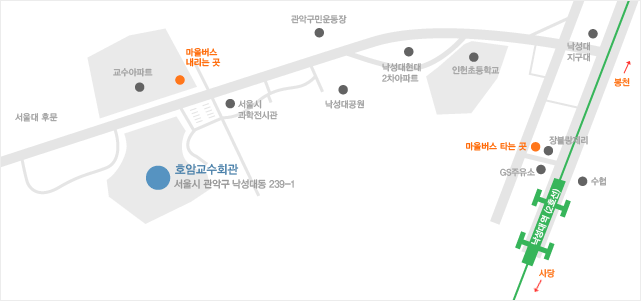 관악구민운동장
낙성대
지구대
마을버스
내리는 곳
교수아파트
낙성대현대
2차아파트
인헌초등학교
봉천
서울시
과학전시관
낙성대공원
서울대 후문
장블랑제리
마을버스 타는 곳
호암교수회관
서울시 관악구 낙성대동 239-1
GS주유소
수협
낙성대역 (2호선)
사당